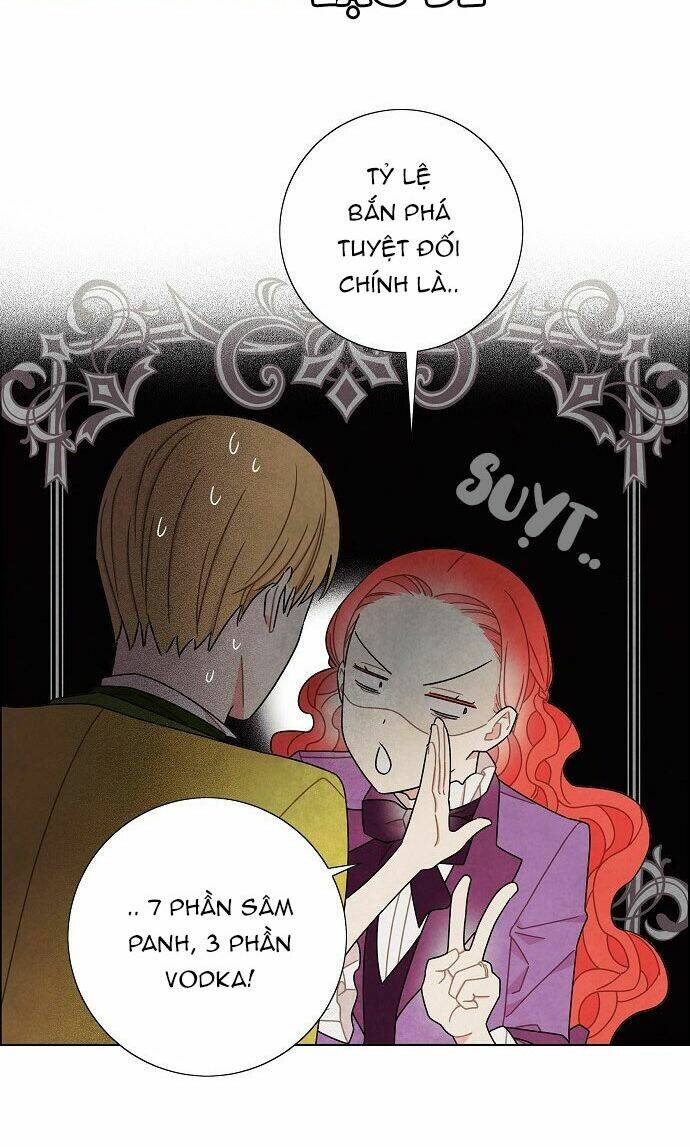 TỶ LỆ
BẮN PHÁ
TUYỆT ĐỐI
CHÍNH LÀ..
SUỴT..
.. 7 PHẦN SÂM
PANH, 3 PHẦN
VODKA!